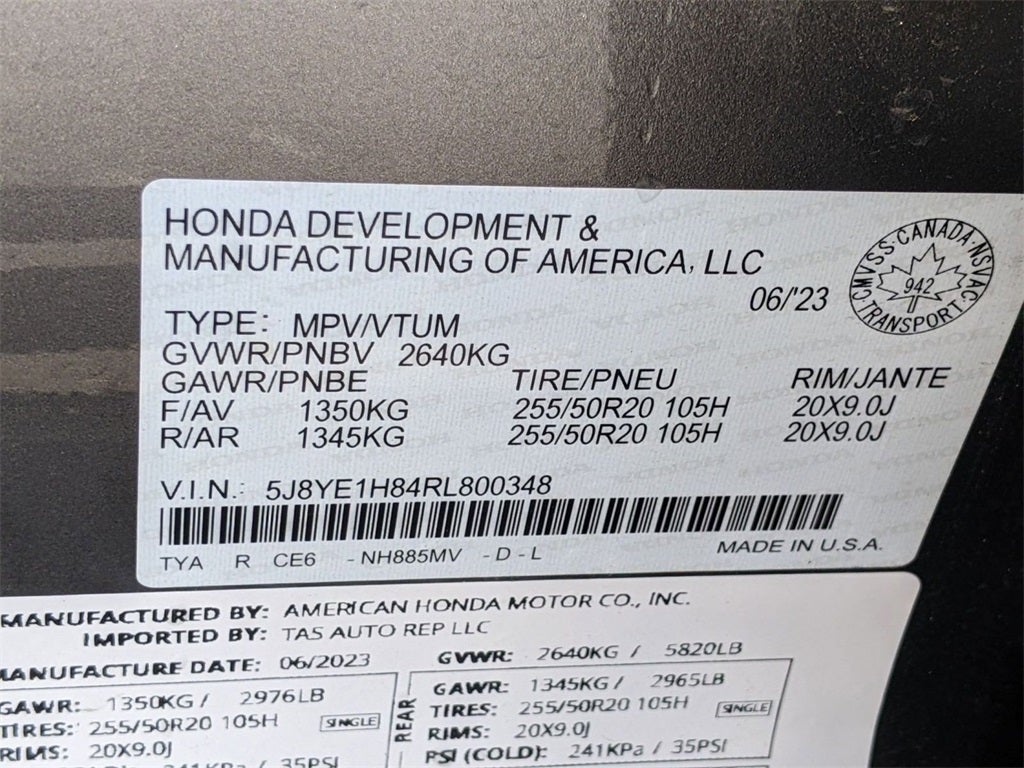 HONDA DEVELOPMENT &
MANUFACTURING OF AMERICA, LLC
06/'23
CMVSS·CANADA·NSVAC·TRANSPORT·
942
TYPE: MPV/VTUM
GVWR/PNBV 2640KG
GAWR/PNBE TIRE/PNEU RIM/JANTE
F/AV 1350KG 255/50R20 105H 20X9.0J
R/AR 1345KG 255/50R20 105H 20X9.0J
V.I.N.: 5J8YE1H84RL800348
TYA R CE6 - NH885MV - D - L MADE IN U.S.A.
MANUFACTURED BY: AMERICAN HONDA MOTOR CO., INC.
IMPORTED BY: TAS AUTO REP LLC
MANUFACTURE DATE: 06/2023 GVWR: 2640KG / 5820LB
GAWR: 1350KG / 2976LB
TIRES: 255/50R20 105H SINGLE
RIMS: 20X9.0J
241KPa / 35PSI
REAR
GAWR: 1345KG / 2965LB
TIRES: 255/50R20 105H SINGLE
RIMS: 20X9.0J
PSI (COLD): 241KPa / 35PSI